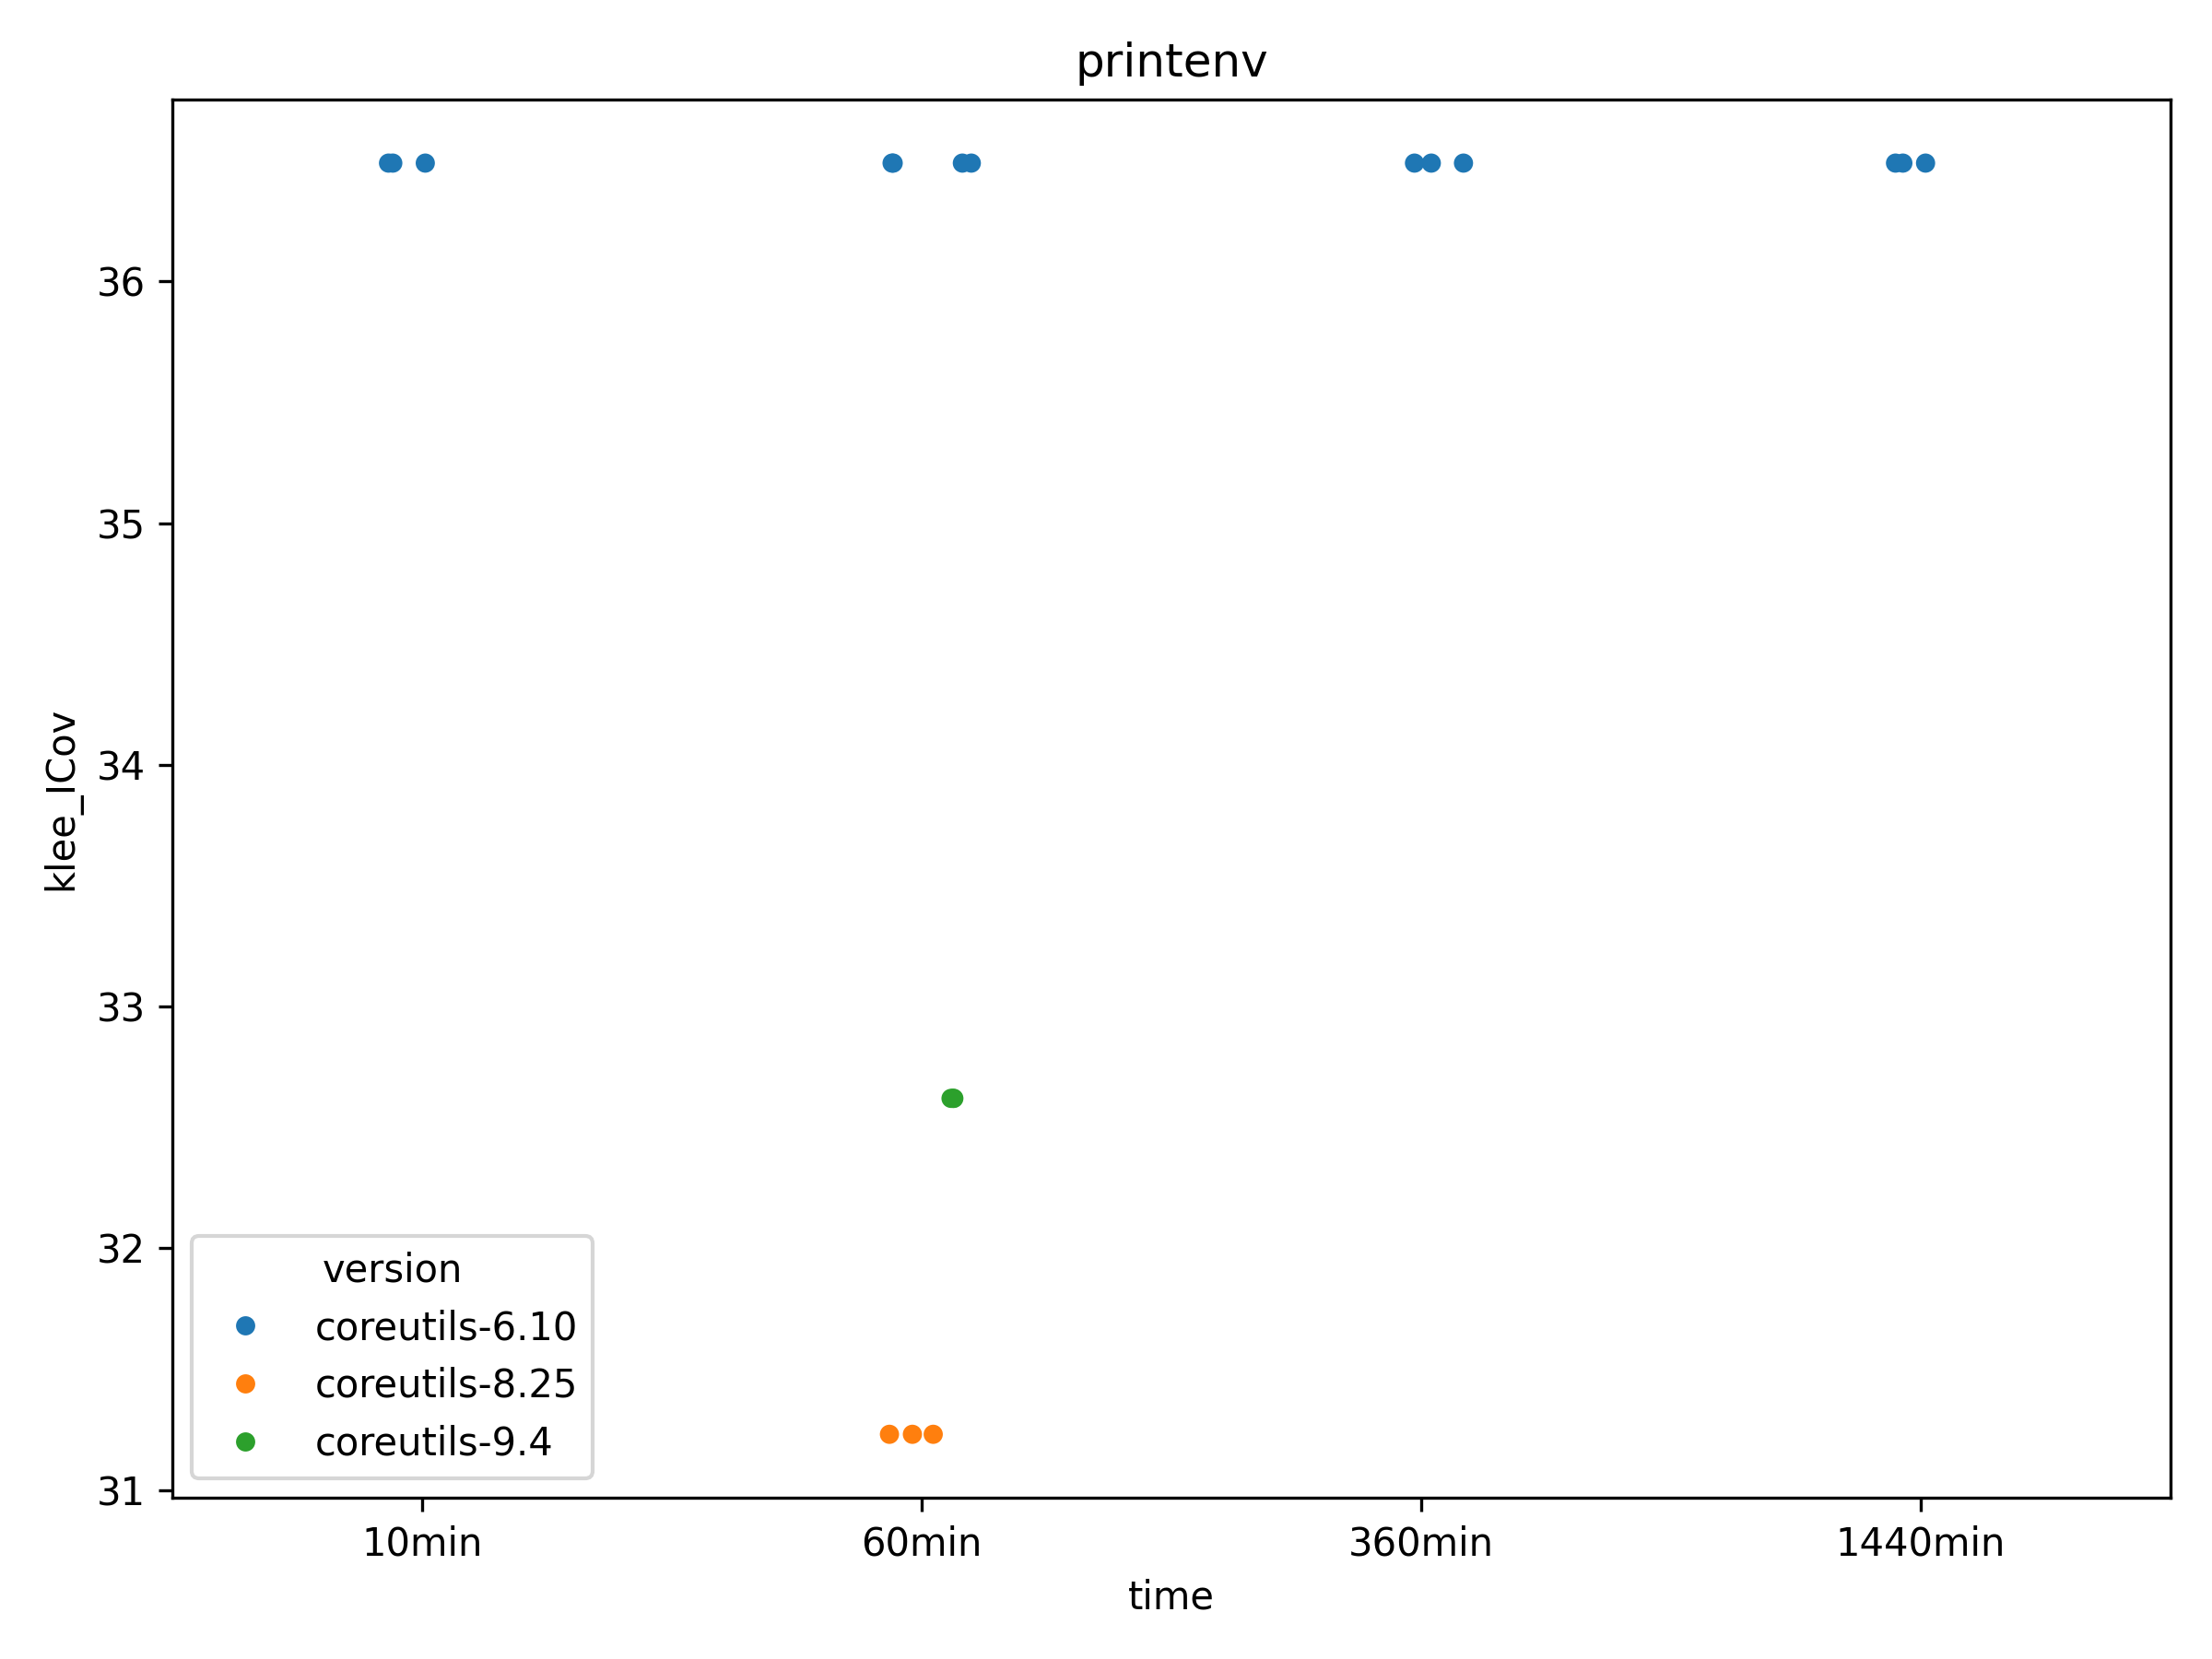 printenv
klee_ICov
36
35
34
33
32
31
version
coreutils-6.10
coreutils-8.25
coreutils-9.4
10min
60min
360min
1440min
time